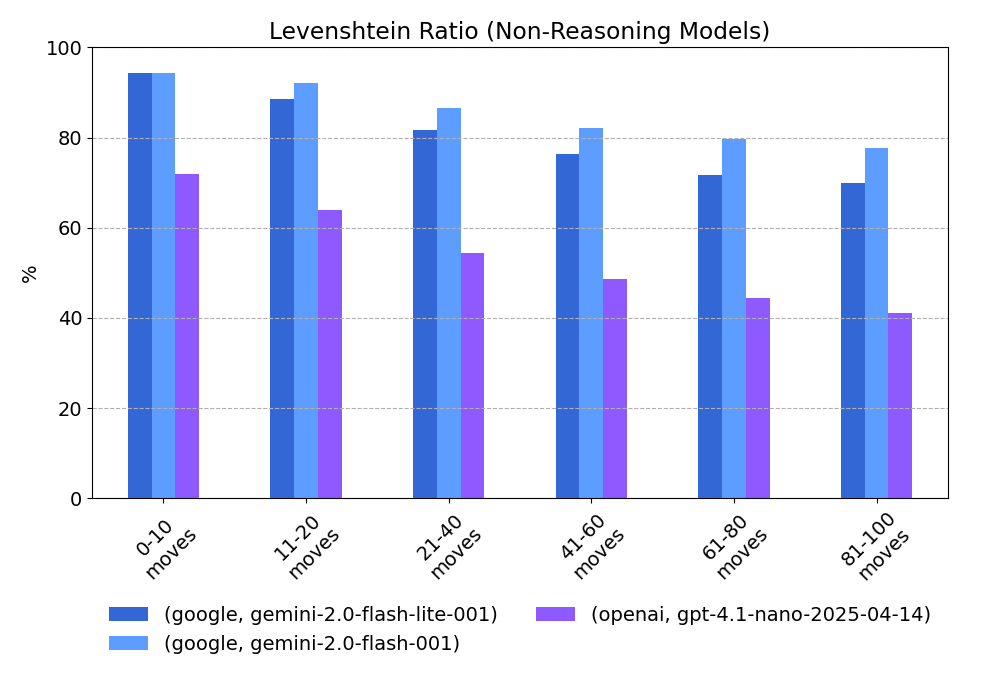 Levenshtein Ratio (Non-Reasoning Models)
100
80
60
40
20
0
%
0-10
moves
11-20
moves
21-40
moves
41-60
moves
61-80
moves
81-100
moves
(google, gemini-2.0-flash-lite-001)
(google, gemini-2.0-flash-001)
(openai, gpt-4.1-nano-2025-04-14)